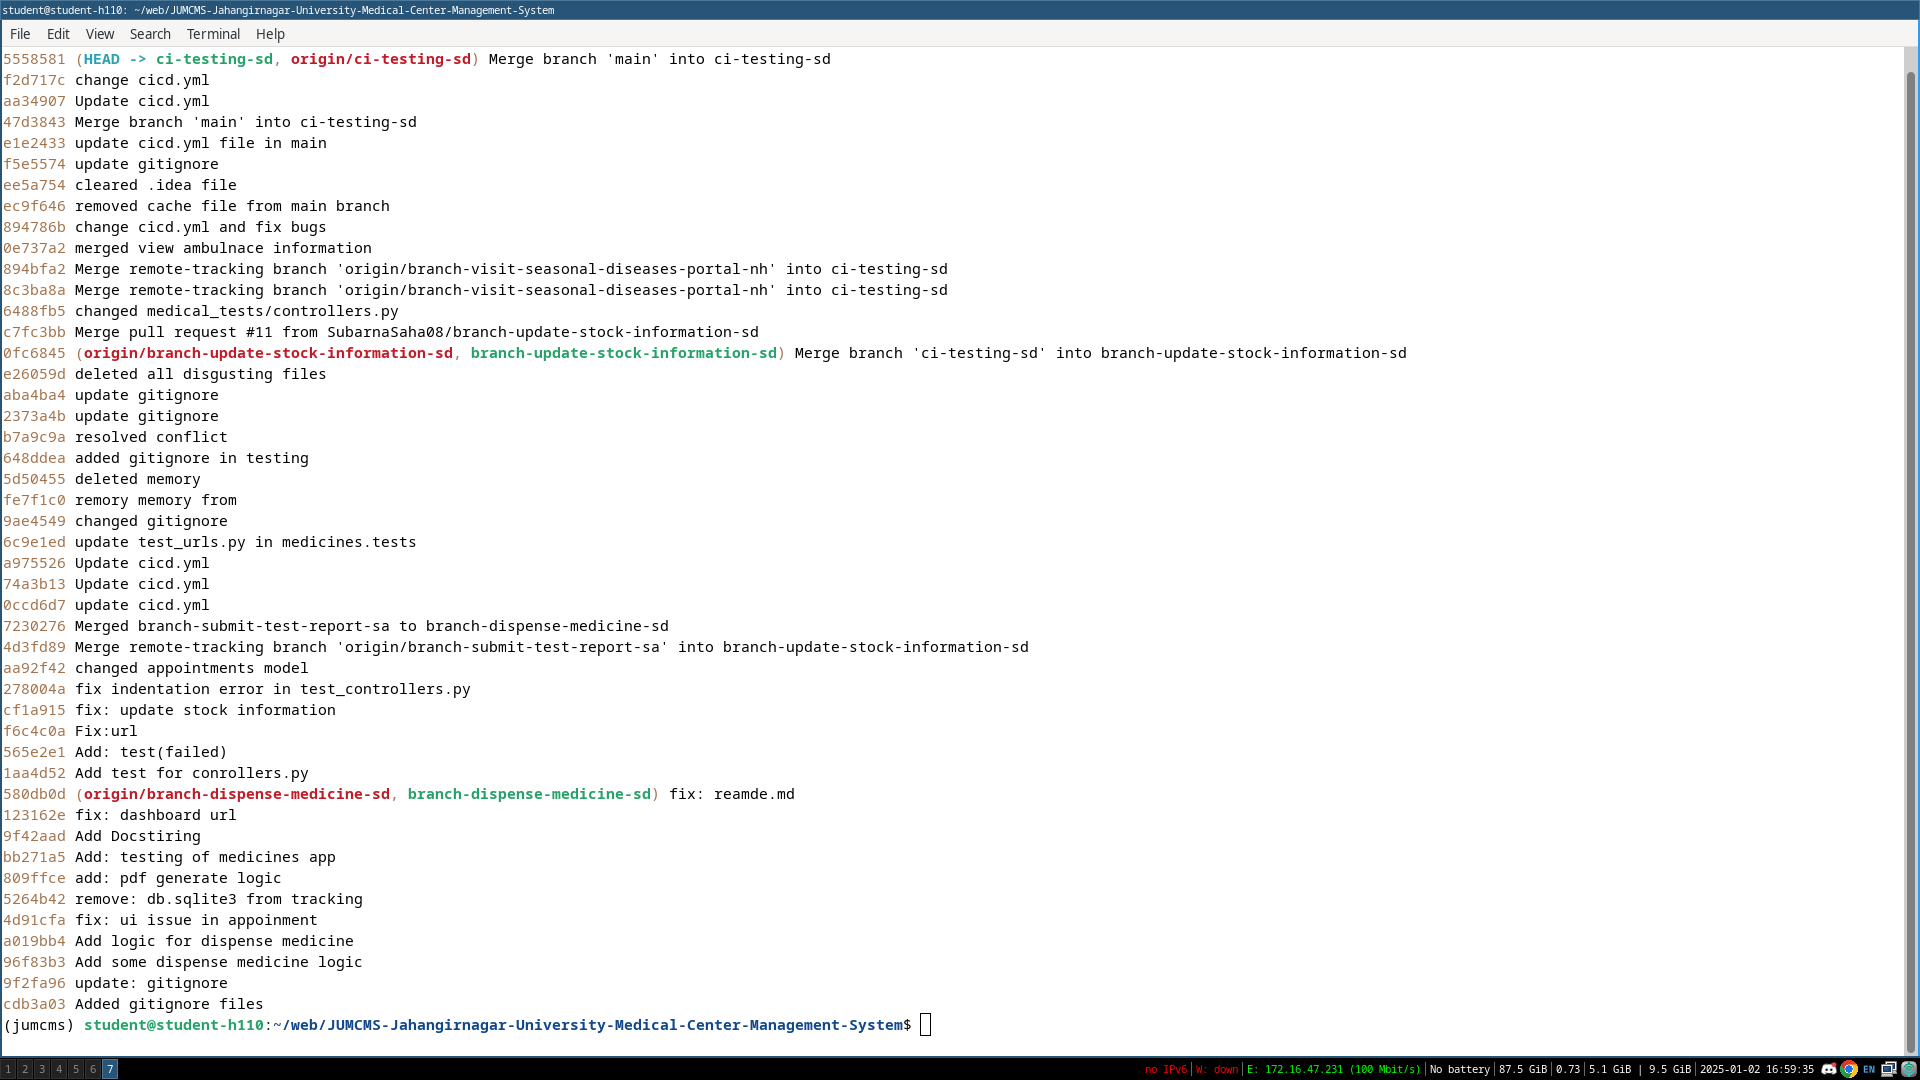 student@student-h110: ~/web/JUMCMS-Jahangirnagar-University-Medical-Center-Management-System
File Edit View Search Terminal Help
5558581 (HEAD -> ci-testing-sd, origin/ci-testing-sd) Merge branch 'main' into ci-testing-sd
f2d717c change cicd.yml
aa34907 Update cicd.yml
47d3843 Merge branch 'main' into ci-testing-sd
e1e2433 update cicd.yml file in main
f5e5574 update gitignore
ee5a754 cleared .idea file
ec9f646 removed cache file from main branch
894786b change cicd.yml and fix bugs
0e737a2 merged view ambulnace information
894bfa2 Merge remote-tracking branch 'origin/branch-visit-seasonal-diseases-portal-nh' into ci-testing-sd
8c3ba8a Merge remote-tracking branch 'origin/branch-visit-seasonal-diseases-portal-nh' into ci-testing-sd
6488fb5 changed medical_tests/controllers.py
c7fc3bb Merge pull request #11 from SubarnaSaha08/branch-update-stock-information-sd
0fc6845 (origin/branch-update-stock-information-sd, branch-update-stock-information-sd) Merge branch 'ci-testing-sd' into branch-update-stock-information-sd
e26059d deleted all disgusting files
aba4ba4 update gitignore
2373a4b update gitignore
b7a9c9a resolved conflict
648ddea added gitignore in testing
5d50455 deleted memory
fe7f1c0 remory memory from
9ae4549 changed gitignore
6c9e1ed update test_urls.py in medicines.tests
a975526 Update cicd.yml
74a3b13 Update cicd.yml
0ccd6d7 update cicd.yml
7230276 Merged branch-submit-test-report-sa to branch-dispense-medicine-sd
4d3fd89 Merge remote-tracking branch 'origin/branch-submit-test-report-sa' into branch-update-stock-information-sd
aa92f42 changed appointments model
278004a fix indentation error in test_controllers.py
cf1a915 fix: update stock information
f6c4c0a Fix:url
565e2e1 Add: test(failed)
1aa4d52 Add test for conrollers.py
580db0d (origin/branch-dispense-medicine-sd, branch-dispense-medicine-sd) fix: reamde.md
123162e fix: dashboard url
9f42aad Add Docstiring
bb271a5 Add: testing of medicines app
809ffce add: pdf generate logic
5264b42 remove: db.sqlite3 from tracking
4d91cfa fix: ui issue in appoinment
a019bb4 Add logic for dispense medicine
96f83b3 Add some dispense medicine logic
9f2fa96 update: gitignore
cdb3a03 Added gitignore files
(jumcms) student@student-h110:~/web/JUMCMS-Jahangirnagar-University-Medical-Center-Management-System$
1 2 3 4 5 6 7 no IPv6 | W: down | E: 172.16.47.231 (100 Mbit/s) | No battery | 87.5 GiB | 0.73 | 5.1 GiB | 9.5 GiB | 2025-01-02 16:59:35 EN